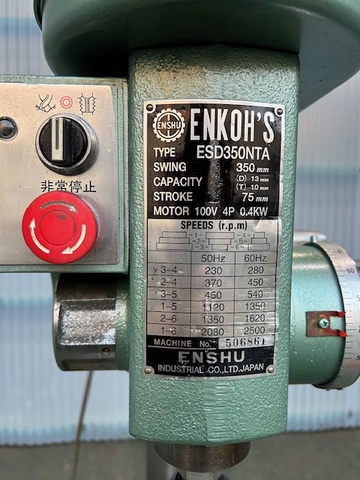 非常停止
ENSHU ENKOH'S
TYPE ESD350NTA
SWING 350 mm
CAPACITY (D) 13 mm
(T) 10 mm
STROKE 75 mm
MOTOR 100V 4P 0.4KW
SPEEDS (r.p.m)
50Hz 60Hz
3-4 230 280
2-4 370 450
3-5 450 540
1-5 1120 1350
2-6 1350 1620
1-6 2080 2500
MACHINE No. 506861
ENSHU
INDUSTRIAL CO.,LTD.JAPAN